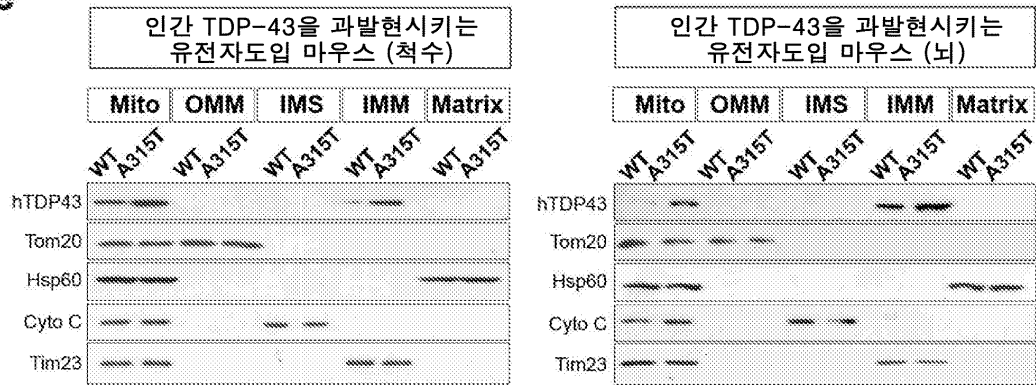 인간 TDP-43을 과발현시키는
유전자도입 마우스 (척수)
Mito OMM IMS IMM Matrix
WT A315T WT A315T WT A315T WT A315T WT A315T
hTDP43
Tom20
Hsp60
Cyto C
Tim23
인간 TDP-43을 과발현시키는
유전자도입 마우스 (뇌)
Mito OMM IMS IMM Matrix
WT A315T WT A315T WT A315T WT A315T WT A315T
hTDP43
Tom20
Hsp60
Cyto C
Tim23